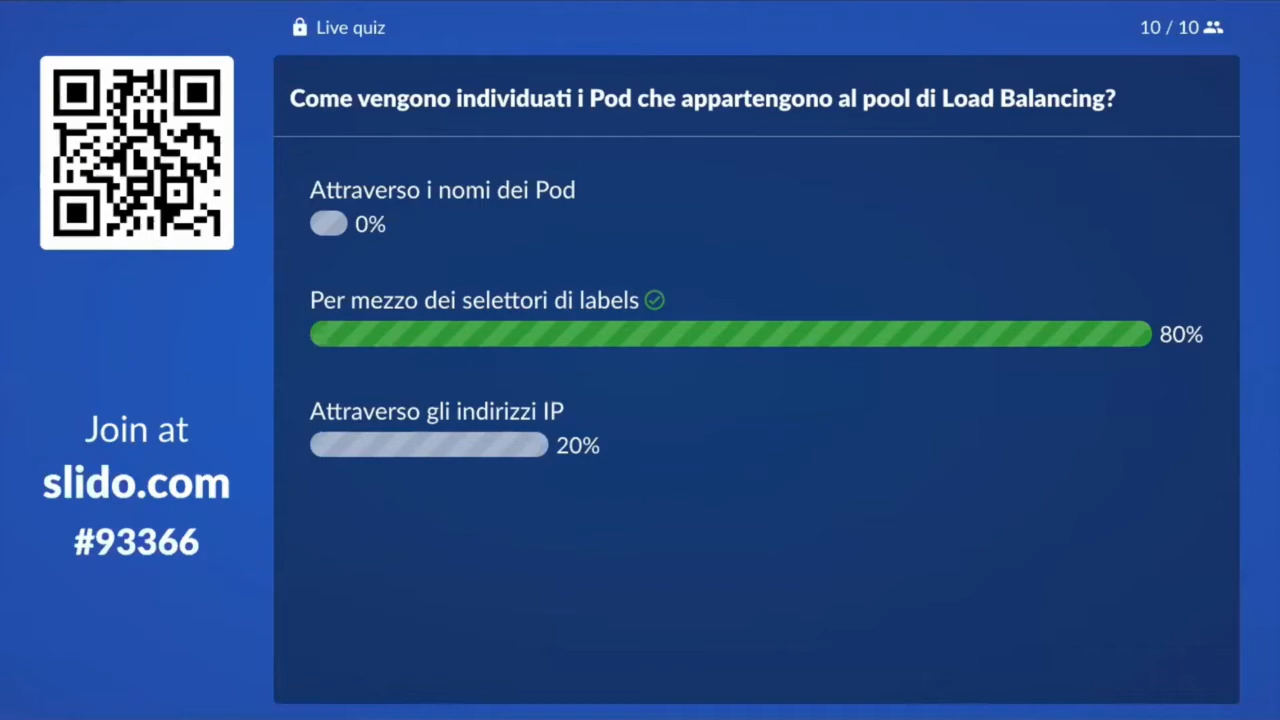 Live quiz
10 / 10
Come vengono individuati i Pod che appartengono al pool di Load Balancing?
Attraverso i nomi dei Pod
0%
Per mezzo dei selettori di labels
80%
Attraverso gli indirizzi IP
20%
Join at
slido.com
#93366